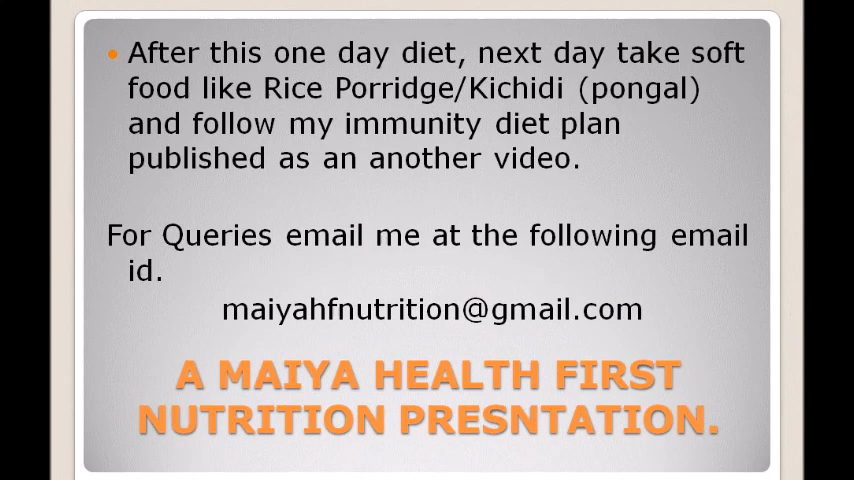 • After this one day diet, next day take soft
food like Rice Porridge/Kichidi (pongal)
and follow my immunity diet plan
published as an another video.
For Queries email me at the following email
id.
maiyahfnutrition@gmail.com
A MAIYA HEALTH FIRST
NUTRITION PRESNTATION.